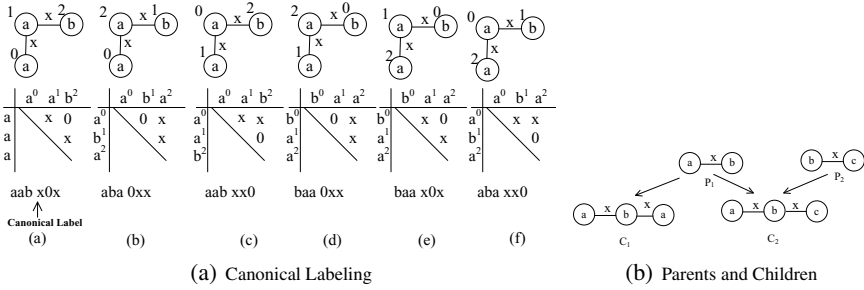 1 a x 2 b 2 a x 1 b 0 a x 2 b 2 a x 0 b 1 a x 0 b 0 a x 1 b
x x x x x x
0 a 0 a 1 a 1 a 2 a 2 a
a⁰ a¹ b² a⁰ b¹ a² a⁰ a¹ b² b⁰ a¹ a² b⁰ a¹ a² a⁰ b¹ a²
a x 0 a⁰ 0 x x x b⁰ 0 x b⁰ x 0 a⁰ x x
a x b¹ x 0 a¹ x a¹ x b¹ 0
a a² b² a² a²
aab x0x aba 0xx aab xx0 baa 0xx baa x0x aba xx0
Canonical Label
(a) (b) (c) (d) (e) (f)
(a) Canonical Labeling
a x b b x c
P₁ P₂
a x b x a a x b x c
C₁ C₂
(b) Parents and Children